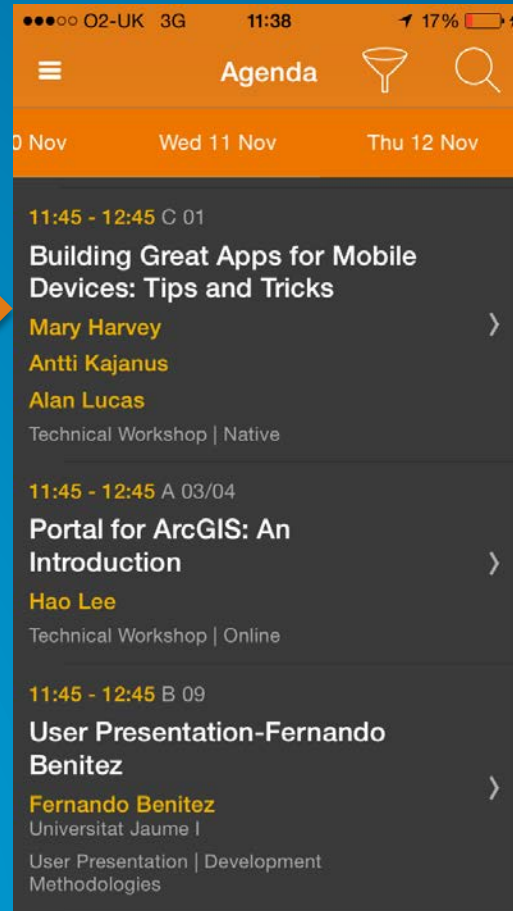 O2-UK 3G 11:38 17%
Agenda
0 Nov Wed 11 Nov Thu 12 Nov
11:45 - 12:45 C 01
Building Great Apps for Mobile
Devices: Tips and Tricks
Mary Harvey
Antti Kajanus
Alan Lucas
Technical Workshop | Native
11:45 - 12:45 A 03/04
Portal for ArcGIS: An
Introduction
Hao Lee
Technical Workshop | Online
11:45 - 12:45 B 09
User Presentation-Fernando
Benitez
Fernando Benitez
Universitat Jaume I
User Presentation | Development
Methodologies